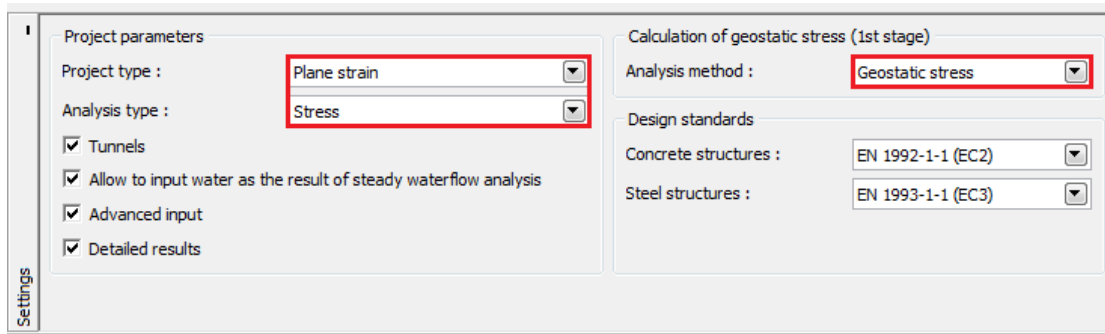 Project parameters
Project type :
Plane strain
Analysis type :
Stress
Tunnels
Allow to input water as the result of steady waterflow analysis
Advanced input
Detailed results
Calculation of geostatic stress (1st stage)
Analysis method :
Geostatic stress
Design standards
Concrete structures :
EN 1992-1-1 (EC2)
Steel structures :
EN 1993-1-1 (EC3)
Settings